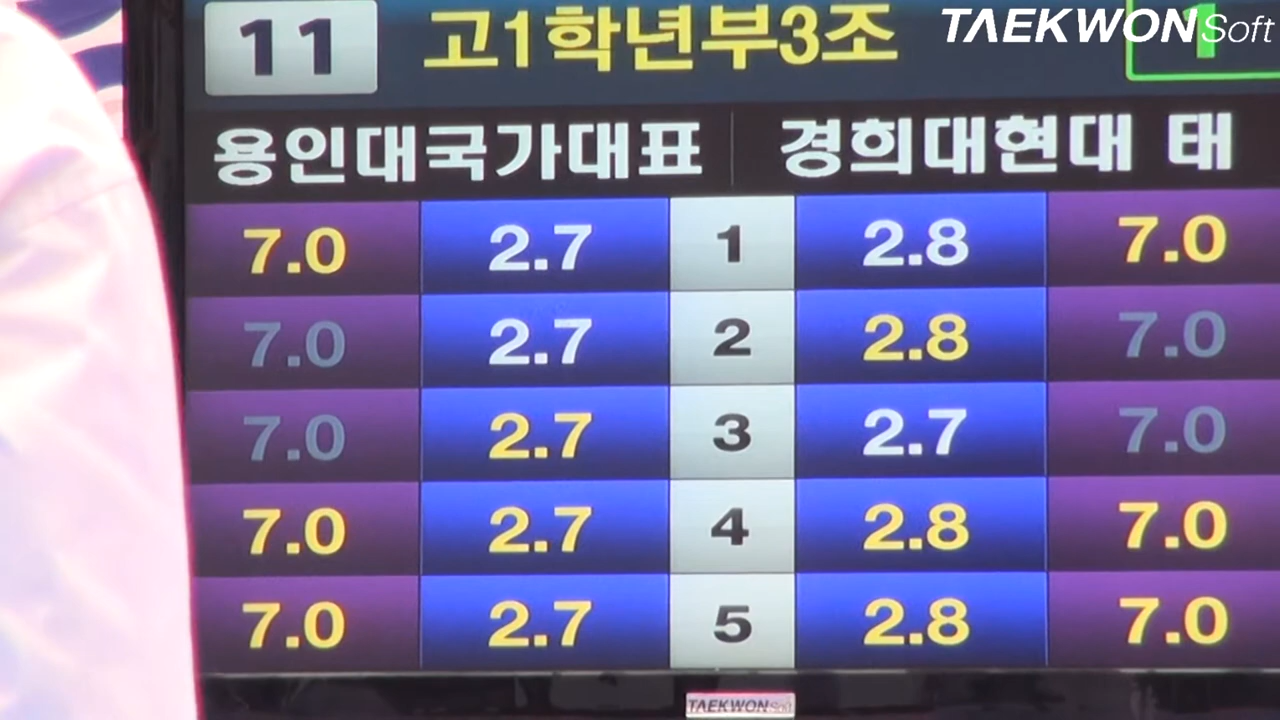 TAEKWONSoft
11 고1학년부3조 1
용인대국가대표 경희대현대 태
7.0 2.7 1 2.8 7.0
7.0 2.7 2 2.8 7.0
7.0 2.7 3 2.7 7.0
7.0 2.7 4 2.8 7.0
7.0 2.7 5 2.8 7.0
TAEKWONSoft